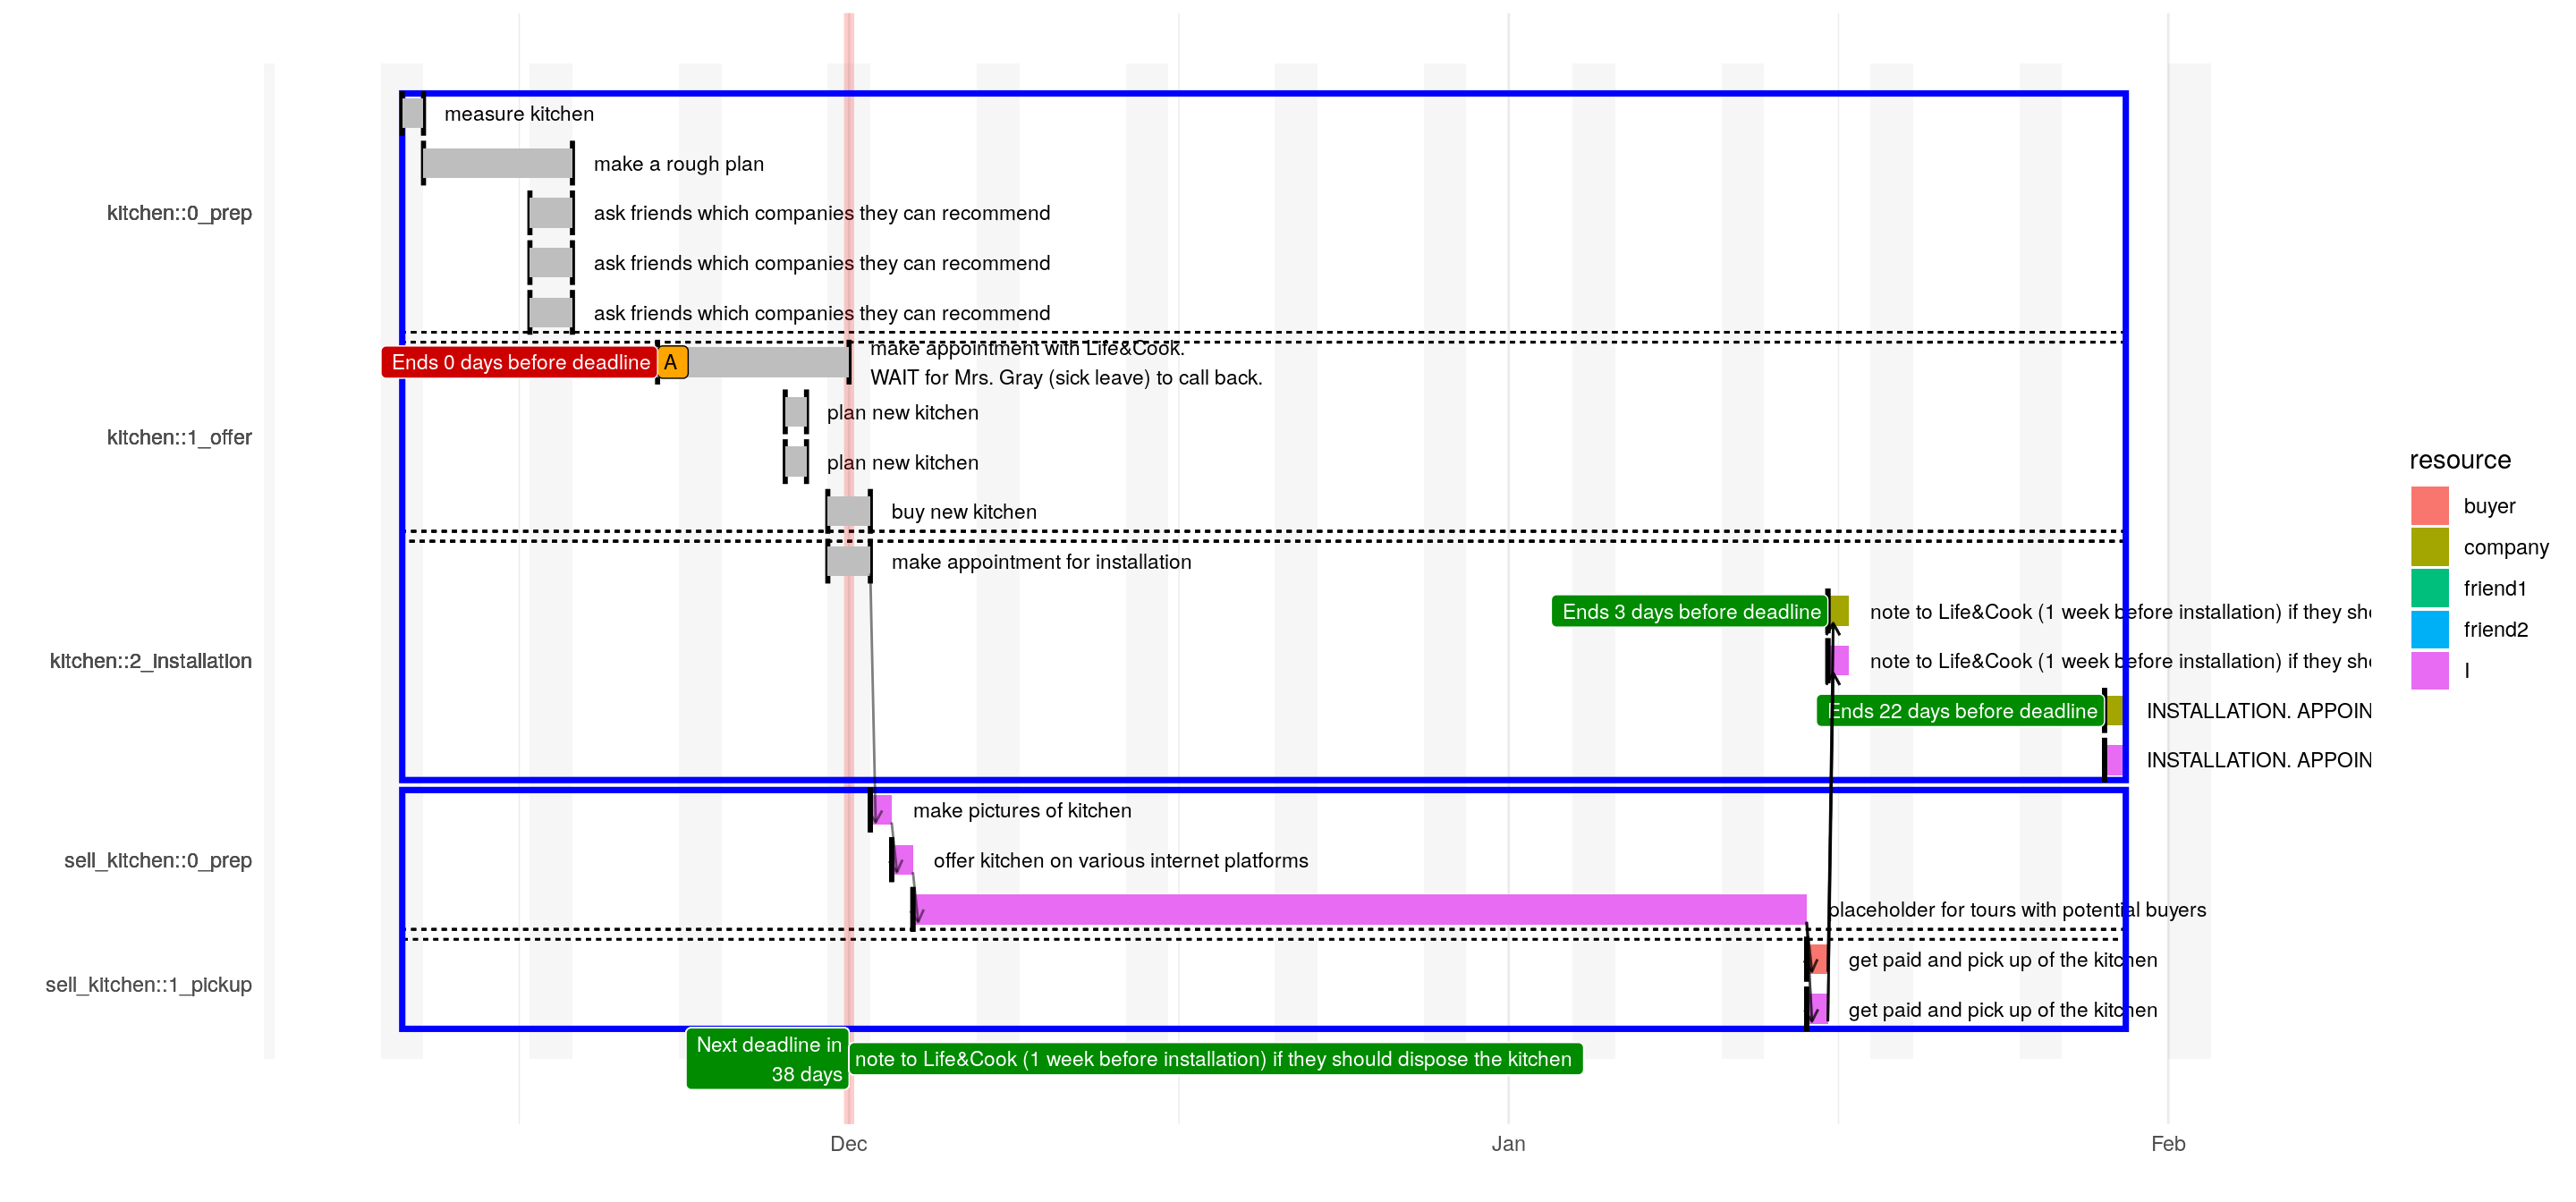 kitchen::0_prep
measure kitchen
make a rough plan
ask friends which companies they can recommend
ask friends which companies they can recommend
ask friends which companies they can recommend
kitchen::1_offer
Ends 0 days before deadline
A
make appointment with Life&Cook.
WAIT for Mrs. Gray (sick leave) to call back.
plan new kitchen
plan new kitchen
buy new kitchen
kitchen::2_installation
make appointment for installation
Ends 3 days before deadline
note to Life&Cook (1 week before installation) if they
note to Life&Cook (1 week before installation) if they
Ends 22 days before deadline
INSTALLATION. APPOIN
INSTALLATION. APPOIN
sell_kitchen::0_prep
make pictures of kitchen
offer kitchen on various internet platforms
placeholder for tours with potential buyers
sell_kitchen::1_pickup
get paid and pick up of the kitchen
get paid and pick up of the kitchen
Next deadline in
38 days
note to Life&Cook (1 week before installation) if they should dispose the kitchen
Dec
Jan
Feb
resource
buyer
company
friend1
friend2
I